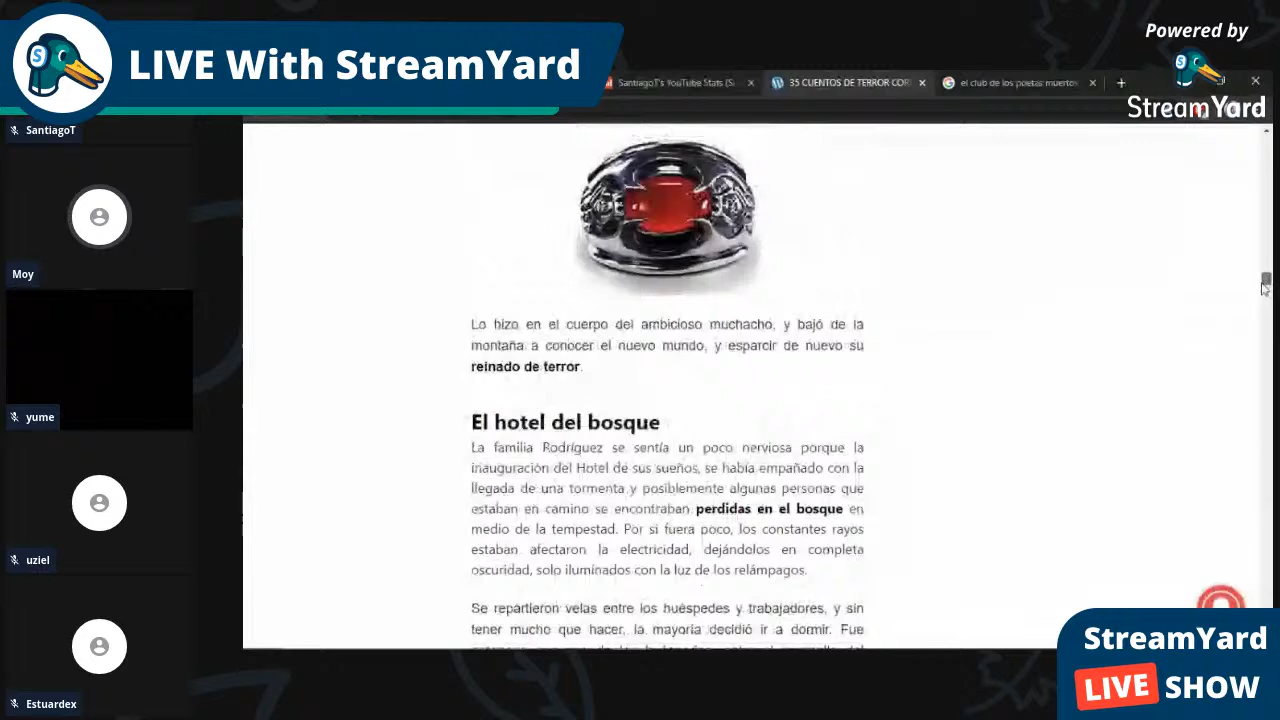 LIVE With StreamYard
Powered by
StreamYard
SantiagoT's YouTube Stats (S
35 CUENTOS DE TERROR COR
el club de los poetas muertos
SantiagoT
Moy
yume
uziel
Estuardex
Lo hizo en el cuerpo del ambicioso muchacho, y bajó de la
montaña a conocer el nuevo mundo, y esparcir de nuevo su
reinado de terror.
El hotel del bosque
La familia Rodríguez se sentía un poco nerviosa porque la
inauguración del Hotel de sus sueños, se había empañado con la
llegada de una tormenta y posiblemente algunas personas que
estaban en camino se encontraban perdidas en el bosque en
medio de la tempestad. Por si fuera poco, los constantes rayos
estaban afectaron la electricidad, dejándolos en completa
oscuridad, solo iluminados con la luz de los relámpagos.
Se repartieron velas entre los huéspedes y trabajadores, y sin
tener mucho que hacer, la mayoría decidió ir a dormir. Fue
StreamYard
LIVE SHOW